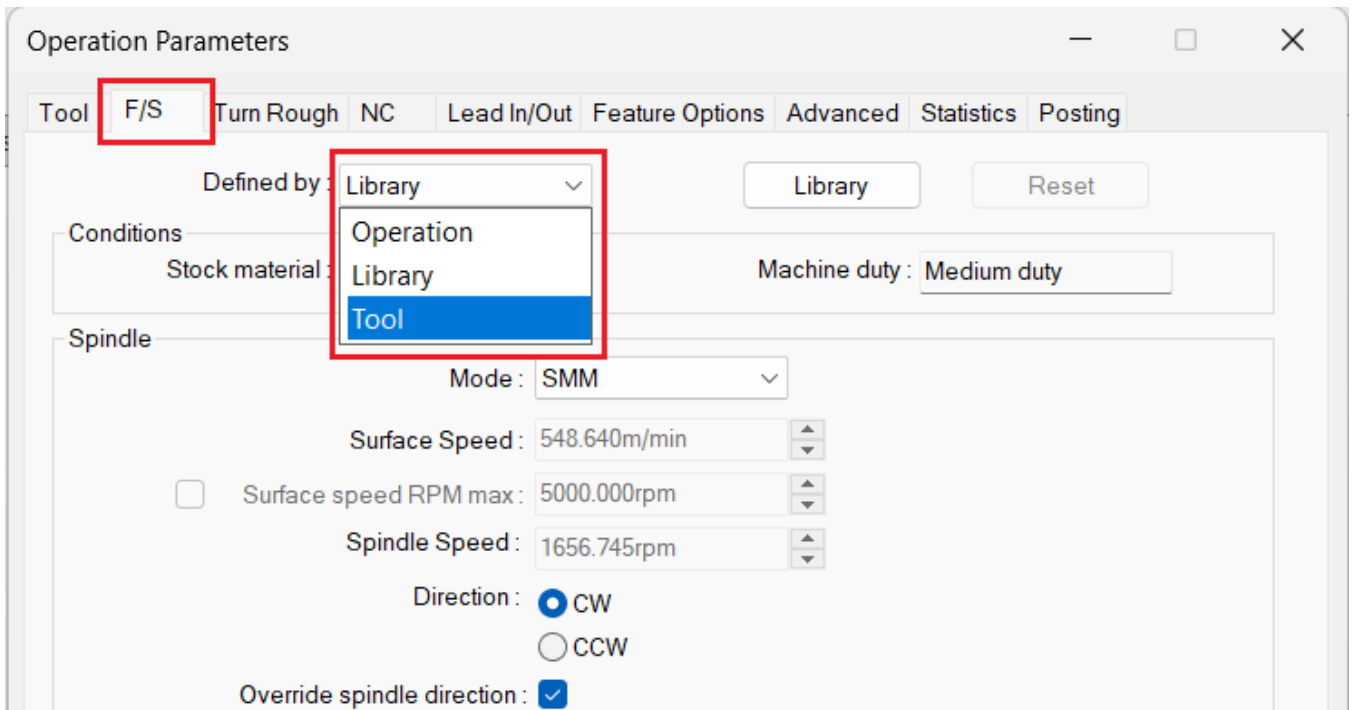 Operation Parameters
Tool F/S Turn Rough NC Lead In/Out Feature Options Advanced Statistics Posting
Defined by : Library Library Reset
Operation
Conditions
Stock material : Library Machine duty : Medium duty
Tool
Spindle
Mode : SMM
Surface Speed : 548.640m/min
Surface speed RPM max : 5000.000rpm
Spindle Speed : 1656.745rpm
Direction : CW
CCW
Override spindle direction :